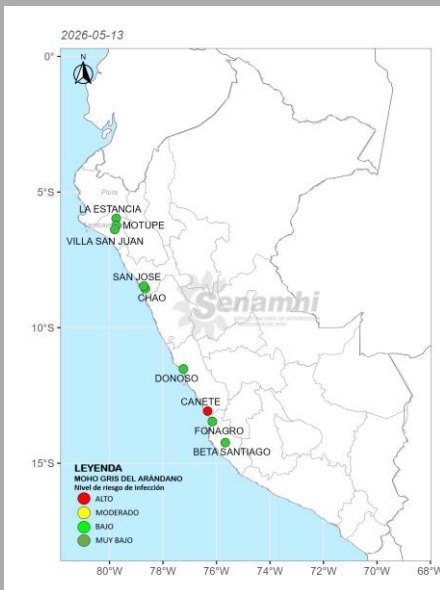 2026-05-13
N
0°
5°S
10°S
15°S
Piura
LA ESTANCIA
MOTUPE
VILLA SAN JUAN
SAN JOSE
CHAO
Senamhi
DONOSO
CANETE
FONAGRO
BETA SANTIAGO
LEYENDA
MOHO GRIS DEL ARÁNDANO
Nivel de riesgo de infección
ALTO
MODERADO
BAJO
MUY BAJO
80°W 78°W 76°W 74°W 72°W 70°W 68°W